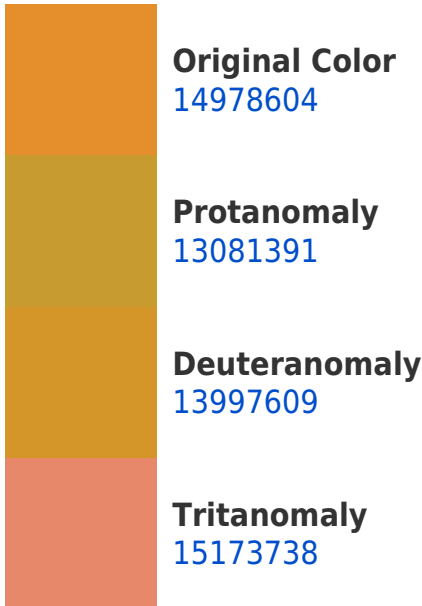 Original Color
14978604
Protanomaly
13081391
Deuteranomaly
13997609
Tritanomaly
15173738